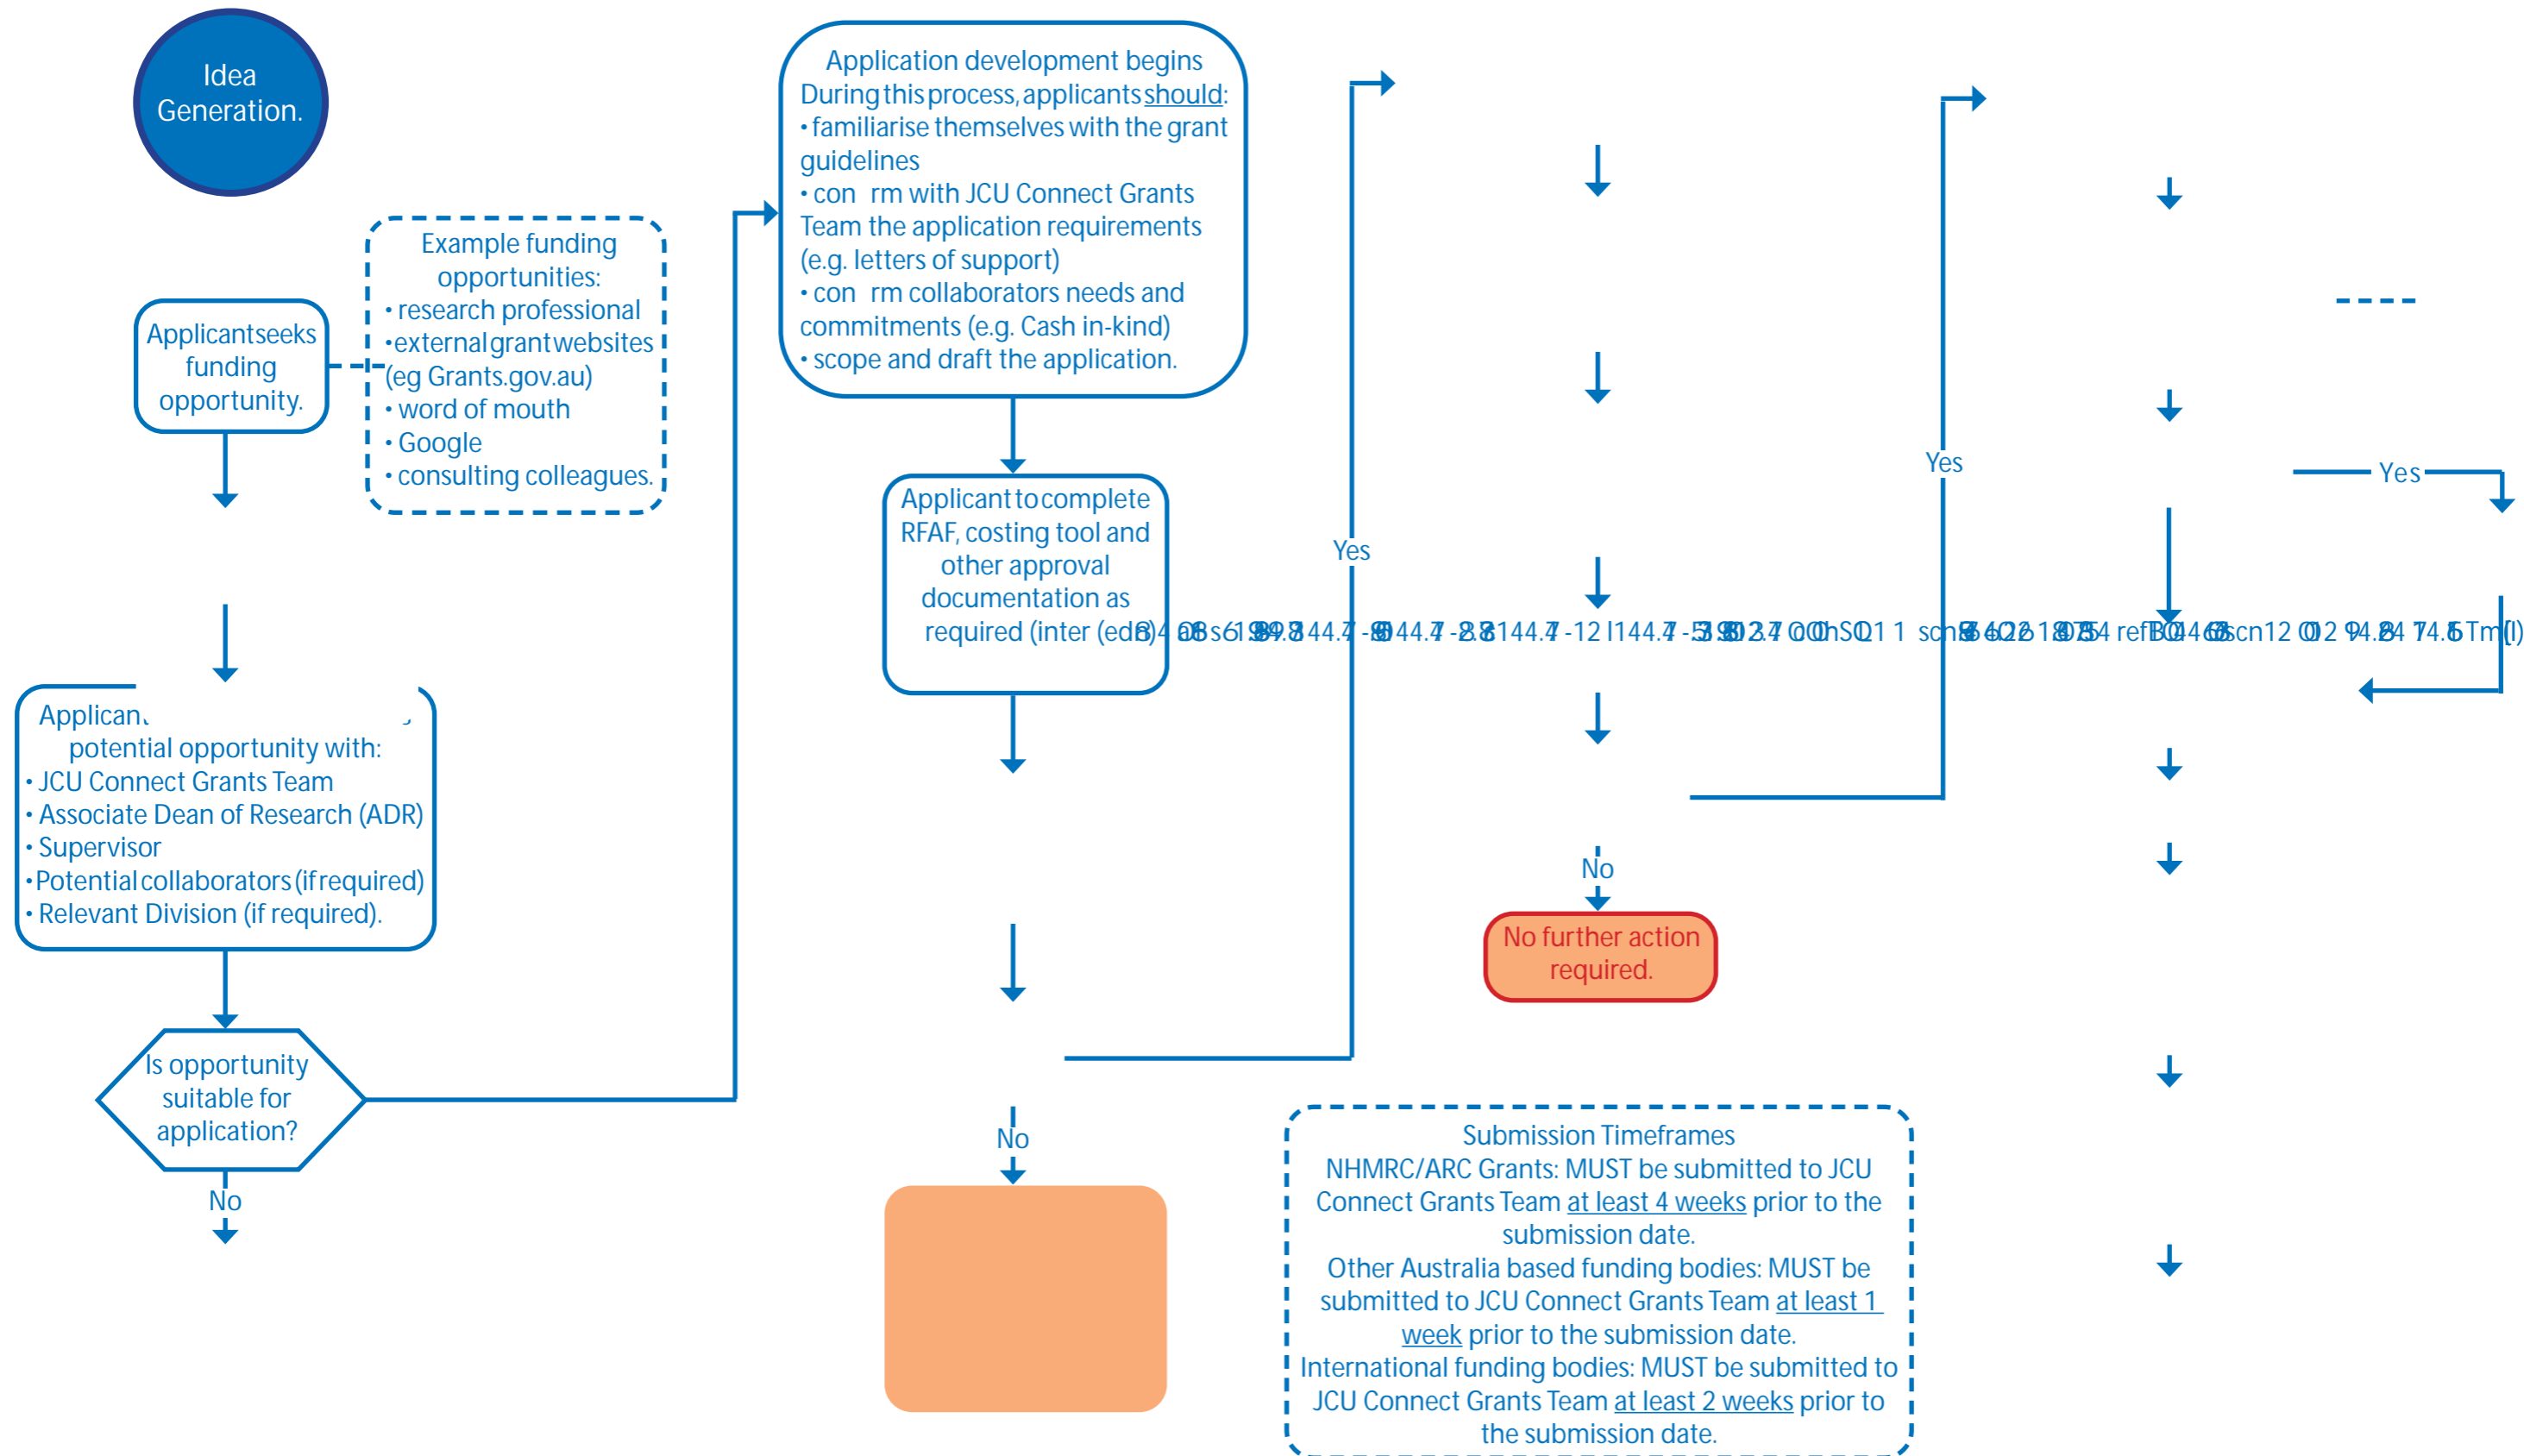 Idea
Generation.
Applicant seeks
funding
opportunity.
Example funding
opportunities:
• research professional
• external grant websites
(eg Grants.gov.au)
• word of mouth
• Google
• consulting colleagues.
potential opportunity with:
• JCU Connect Grants Team
• Associate Dean of Research (ADR)
• Supervisor
• Potential collaborators (if required)
• Relevant Division (if required).
Is opportunity
suitable for
application?
No
Application development begins
During this process, applicants should:
• familiarise themselves with the grant
guidelines
• con rm with JCU Connect Grants
Team the application requirements
(e.g. letters of support)
• con rm collaborators needs and
commitments (e.g. Cash in-kind)
• scope and draft the application.
Applicant to complete
RFAF, costing tool and
other approval
documentation as
required (inter
No
Yes
No
No further action
required.
Yes
Yes
Submission Timeframes
NHMRC/ARC Grants: MUST be submitted to JCU
Connect Grants Team at least 4 weeks prior to the
submission date.
Other Australia based funding bodies: MUST be
submitted to JCU Connect Grants Team at least 1
week prior to the submission date.
International funding bodies: MUST be submitted to
JCU Connect Grants Team at least 2 weeks prior to
the submission date.